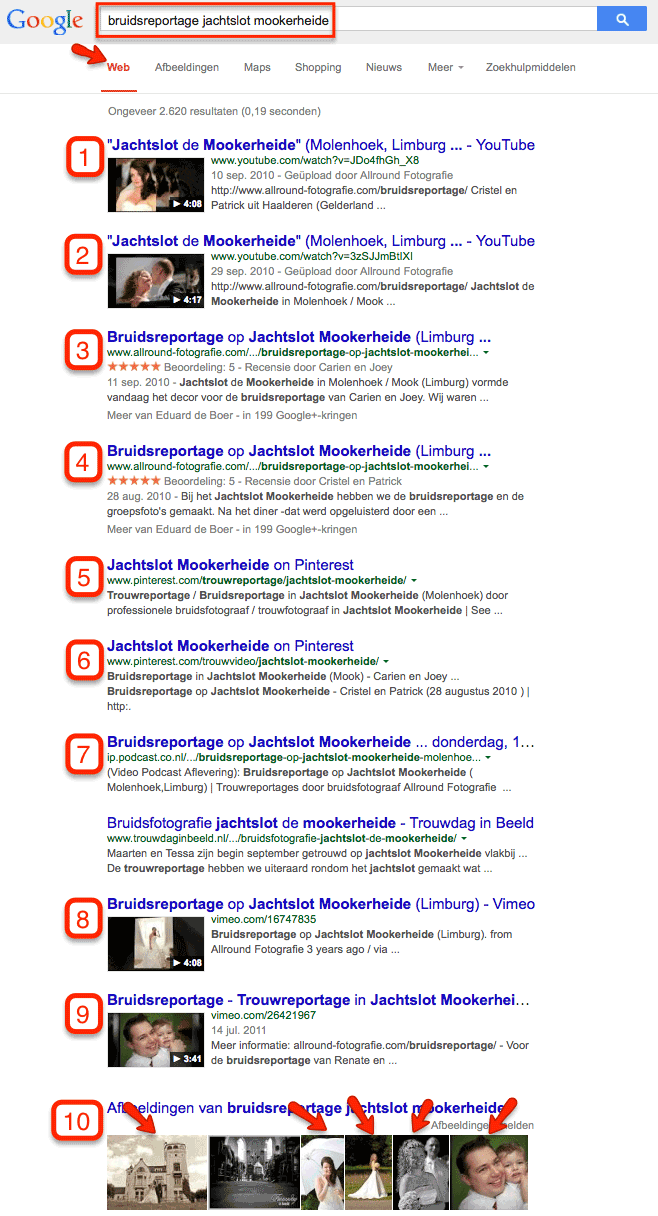 Google bruidsreportage jachtslot mookerheide
Web Afbeeldingen Maps Shopping Nieuws Meer Zoekhulpmiddelen
Ongeveer 2.620 resultaten (0,19 seconden)
1 "Jachtslot de Mookerheide" (Molenhoek, Limburg ... - YouTube
www.youtube.com/watch?v=JDo4fhGh_X8
10 sep. 2010 - Geüpload door Allround Fotografie
http://www.allround-fotografie.com/bruidsreportage/ Cristel en
4:08 Patrick uit Haalderen (Gelderland ...
2 "Jachtslot de Mookerheide" (Molenhoek, Limburg ... - YouTube
www.youtube.com/watch?v=3zSJJmBtIXI
29 sep. 2010 - Geüpload door Allround Fotografie
http://www.allround-fotografie.com/bruidsreportage/ Jachtslot de
4:17 Mookerheide in Molenhoek / Mook ...
3 Bruidsreportage op Jachtslot Mookerheide (Limburg ...
www.allround-fotografie.com/.../bruidsreportage-op-jachtslot-mookerhei...
Beoordeling: 5 - Recensie door Carien en Joey
11 sep. 2010 - Jachtslot de Mookerheide in Molenhoek / Mook (Limburg) vormde
vandaag het decor voor de bruidsreportage van Carien en Joey. Wij waren ...
Meer van Eduard de Boer - in 199 Google+-kringen
4 Bruidsreportage op Jachtslot Mookerheide (Limburg ...
www.allround-fotografie.com/.../bruidsreportage-op-jachtslot-mookerhei...
Beoordeling: 5 - Recensie door Cristel en Patrick
28 aug. 2010 - Bij het Jachtslot Mookerheide hebben we de bruidsreportage en de
groepsfoto's gemaakt. Na het diner -dat werd opgeluisterd door een ...
Meer van Eduard de Boer - in 199 Google+-kringen
5 Jachtslot Mookerheide on Pinterest
www.pinterest.com/trouwreportage/jachtslot-mookerheide/
Trouwreportage / Bruidsreportage in Jachtslot Mookerheide (Molenhoek) door
professionele bruidsfotograaf / trouwfotograaf in Jachtslot Mookerheide | See ...
6 Jachtslot Mookerheide on Pinterest
www.pinterest.com/trouwvideo/jachtslot-mookerheide/
Bruidsreportage in Jachtslot Mookerheide (Mook) - Carien en Joey ...
Bruidsreportage op Jachtslot Mookerheide - Cristel en Patrick (28 augustus 2010 ) |
http:.
7 Bruidsreportage op Jachtslot Mookerheide ... donderdag, 1...
ip.podcast.co.nl/.../bruidsreportage-op-jachtslot-mookerheide-molenhoe...
(Video Podcast Aflevering): Bruidsreportage op Jachtslot Mookerheide (
Molenhoek,Limburg) | Trouwreportages door bruidsfotograaf Allround Fotografie ...
Bruidsfotografie jachtslot de mookerheide - Trouwdag in Beeld
www.trouwdaginbeeld.nl/.../bruidsfotografie-jachtslot-de-mookerheide/
Maarten en Tessa zijn begin september getrouwd op jachtslot Mookerheide vlakbij ...
De trouwreportage hebben we uiteraard rondom het jachtslot gemaakt wat ...
8 Bruidsreportage op Jachtslot Mookerheide (Limburg) - Vimeo
vimeo.com/16747835
Bruidsreportage op Jachtslot Mookerheide (Limburg). from
Allround Fotografie 3 years ago / via ...
4:08
9 Bruidsreportage - Trouwreportage in Jachtslot Mookerhei...
vimeo.com/26421967
14 jul. 2011
Meer informatie: allround-fotografie.com/bruidsreportage/ - Voor
3:41 de bruidsreportage van Renate en ...
10 Afbeeldingen van bruidsreportage jachtslot mookerheide
Afbeeldingen melden